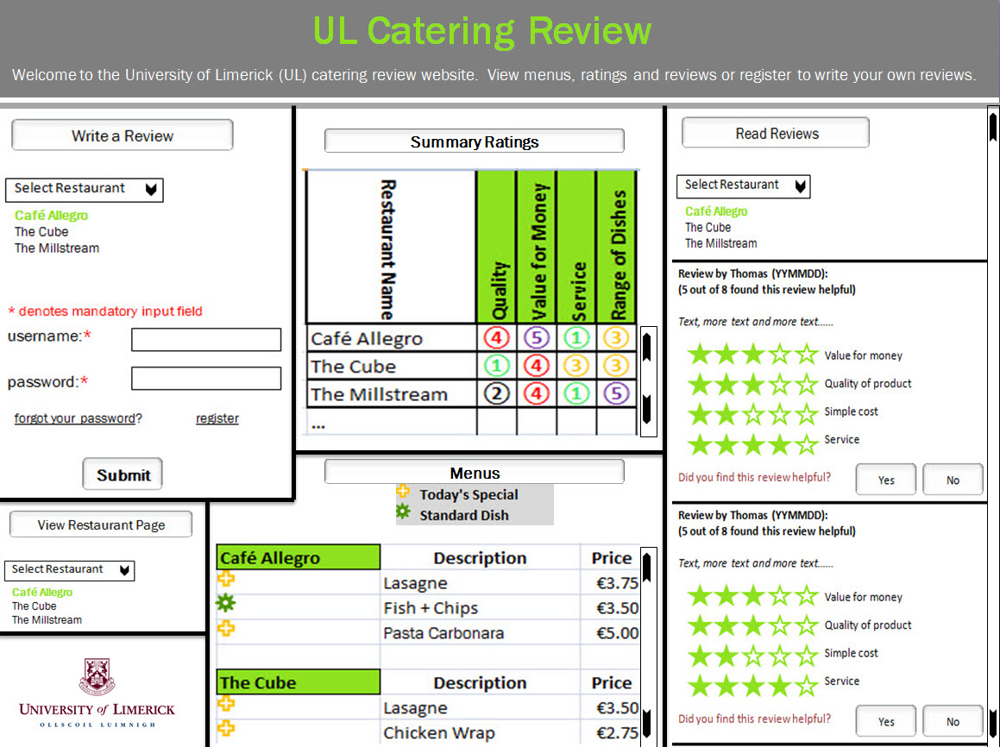 UL Catering Review
Welcome to the University of Limerick (UL) catering review website. View menus, ratings and reviews or register to write your own reviews.
Write a Review
Select Restaurant
Café Allegro
The Cube
The Millstream
* denotes mandatory input field
username:*
password:*
forgot your password?
register
Submit
View Restaurant Page
Select Restaurant
Café Allegro
The Cube
The Millstream
UNIVERSITY of LIMERICK
OLLSCOIL LUIMNIGH
Summary Ratings
Restaurant Name Quality Value for Money Service Range of Dishes
Café Allegro 4 5 1 3
The Cube 1 4 3 3
The Millstream 2 4 1 5
...
Menus
Today's Special
Standard Dish
Café Allegro Description Price
Lasagne €3.75
Fish + Chips €3.50
Pasta Carbonara €5.00
The Cube Description Price
Lasagne €3.50
Chicken Wrap €2.75
Read Reviews
Select Restaurant
Café Allegro
The Cube
The Millstream
Review by Thomas (YYMMDD):
(5 out of 8 found this review helpful)
Text, more text and more text......
Value for money
Quality of product
Simple cost
Service
Did you find this review helpful? Yes No
Review by Thomas (YYMMDD):
(5 out of 8 found this review helpful)
Text, more text and more text......
Value for money
Quality of product
Simple cost
Service
Did you find this review helpful? Yes No